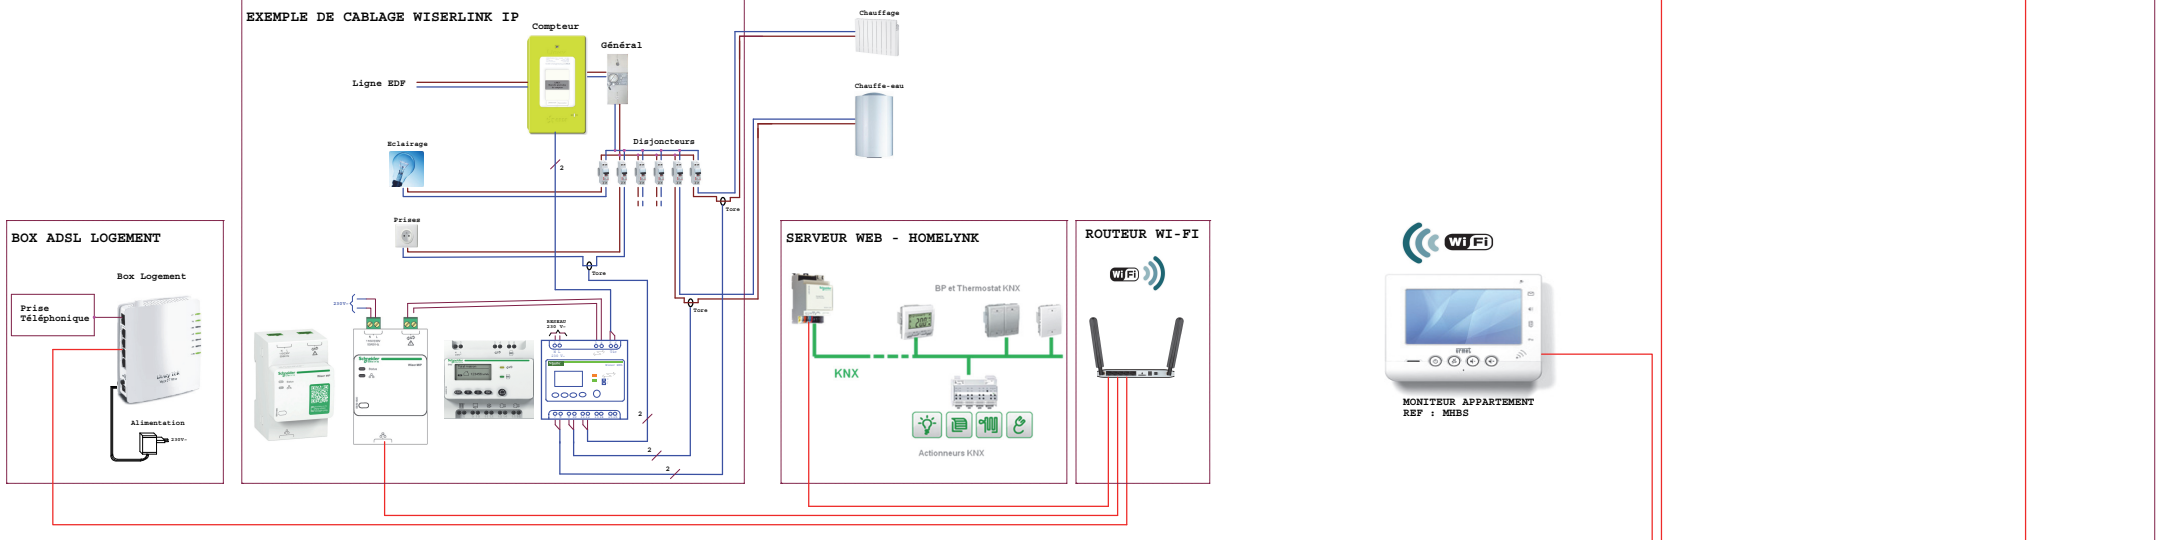 EXEMPLE DE CABLAGE WISERLINK IP
Compteur
Général
Ligne EDF
Chauffage
Chauffe-eau
Eclairage
Disjoncteurs
2
Tore
Prises
Tore
Tore
230V~
RESEAU
230 V~
2
2
2
BOX ADSL LOGEMENT
Box Logement
Prise
Téléphonique
Alimentation
230V~
SERVEUR WEB - HOMELYNK
BP et Thermostat KNX
KNX
Actionneurs KNX
ROUTEUR WI-FI
Wi Fi
Wi Fi
MONITEUR APPARTEMENT
REF : MHBS